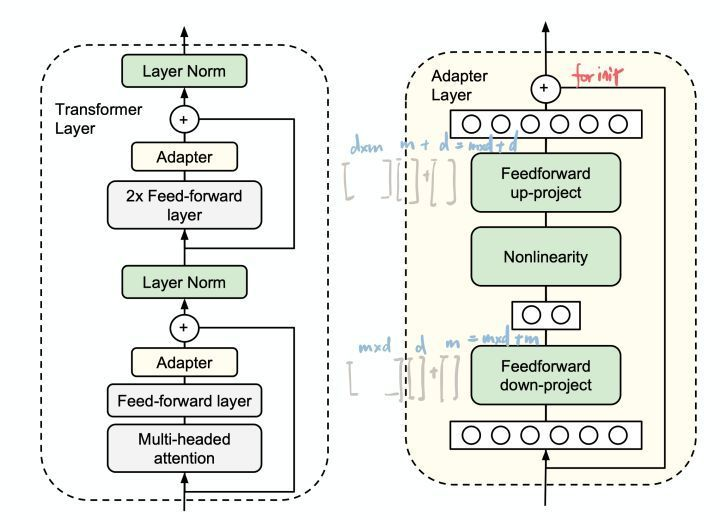 Layer Norm
+
Transformer
Layer
Adapter
2x Feed-forward
layer
Layer Norm
+
Adapter
Feed-forward layer
Multi-headed
attention
Adapter
Layer
+
for init
dxm m + d = mxd + d
[ ] [ ] + [ ]
Feedforward
up-project
Nonlinearity
mxd d m = mxd + m
[ ] [ ] + [ ]
Feedforward
down-project